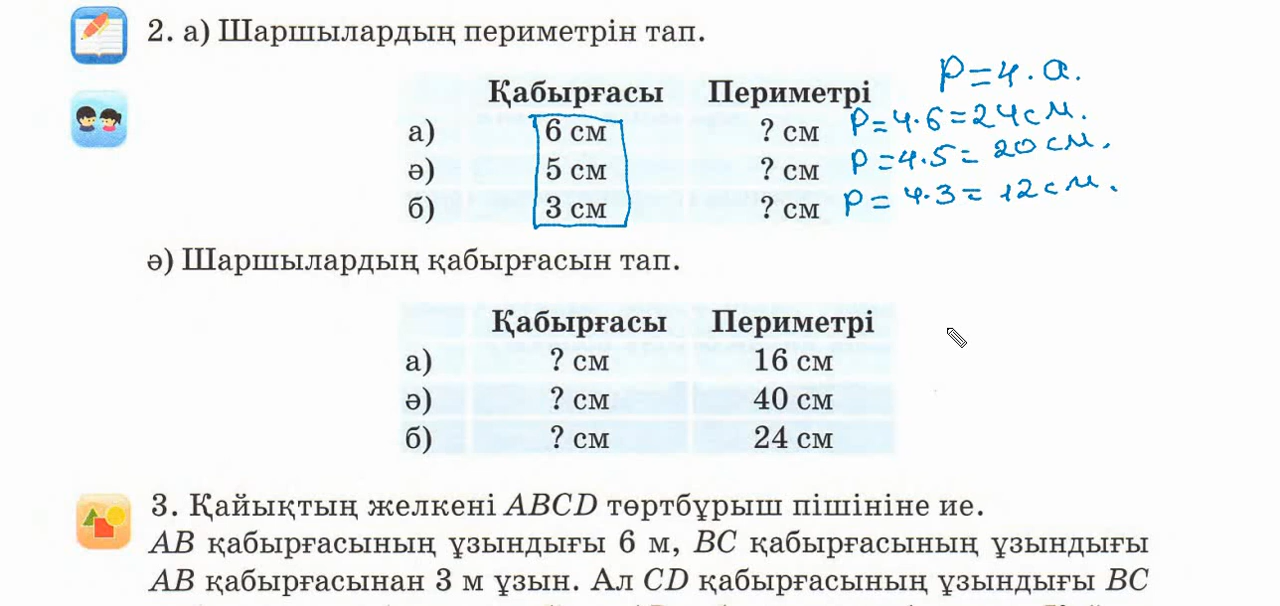 2. а) Шаршылардың периметрін тап.
P=4·a.
Қабырғасы Периметрі
а) 6 см ? см P=4·6=24см.
ә) 5 см ? см P=4·5=20 см.
б) 3 см ? см P=4·3=12см.
ә) Шаршылардың қабырғасын тап.
Қабырғасы Периметрі
а) ? см 16 см
ә) ? см 40 см
б) ? см 24 см
3. Қайықтың желкені ABCD төртбұрыш пішініне ие.
AB қабырғасының ұзындығы 6 м, BC қабырғасының ұзындығы
AB қабырғасынан 3 м ұзын. Ал CD қабырғасының ұзындығы BC